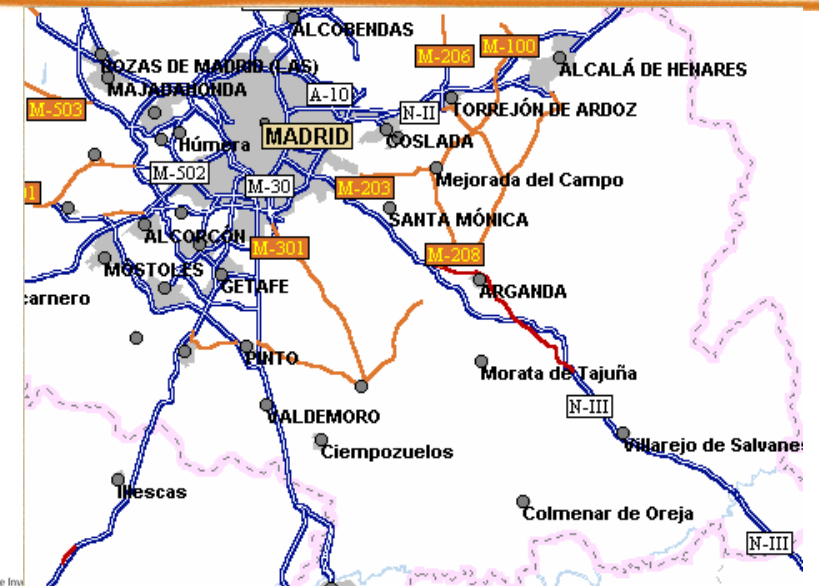 ALCOBENDAS
M-206
M-100
ROZAS DE MADRID (LAS)
ALCALÁ DE HENARES
MAJADAHONDA
A-10
M-503
N-II
TORREJÓN DE ARDOZ
MADRID
COSLADA
Húmera
M-502
Mejorada del Campo
M-30
M-203
01
SANTA MÓNICA
ALCORCÓN
M-301
M-208
MÓSTOLES
GETAFE
ARGANDA
carnero
PINTO
Morata de Tajuña
N-III
VALDEMORO
Villarejo de Salvanes
Ciempozuelos
Illescas
Colmenar de Oreja
N-III